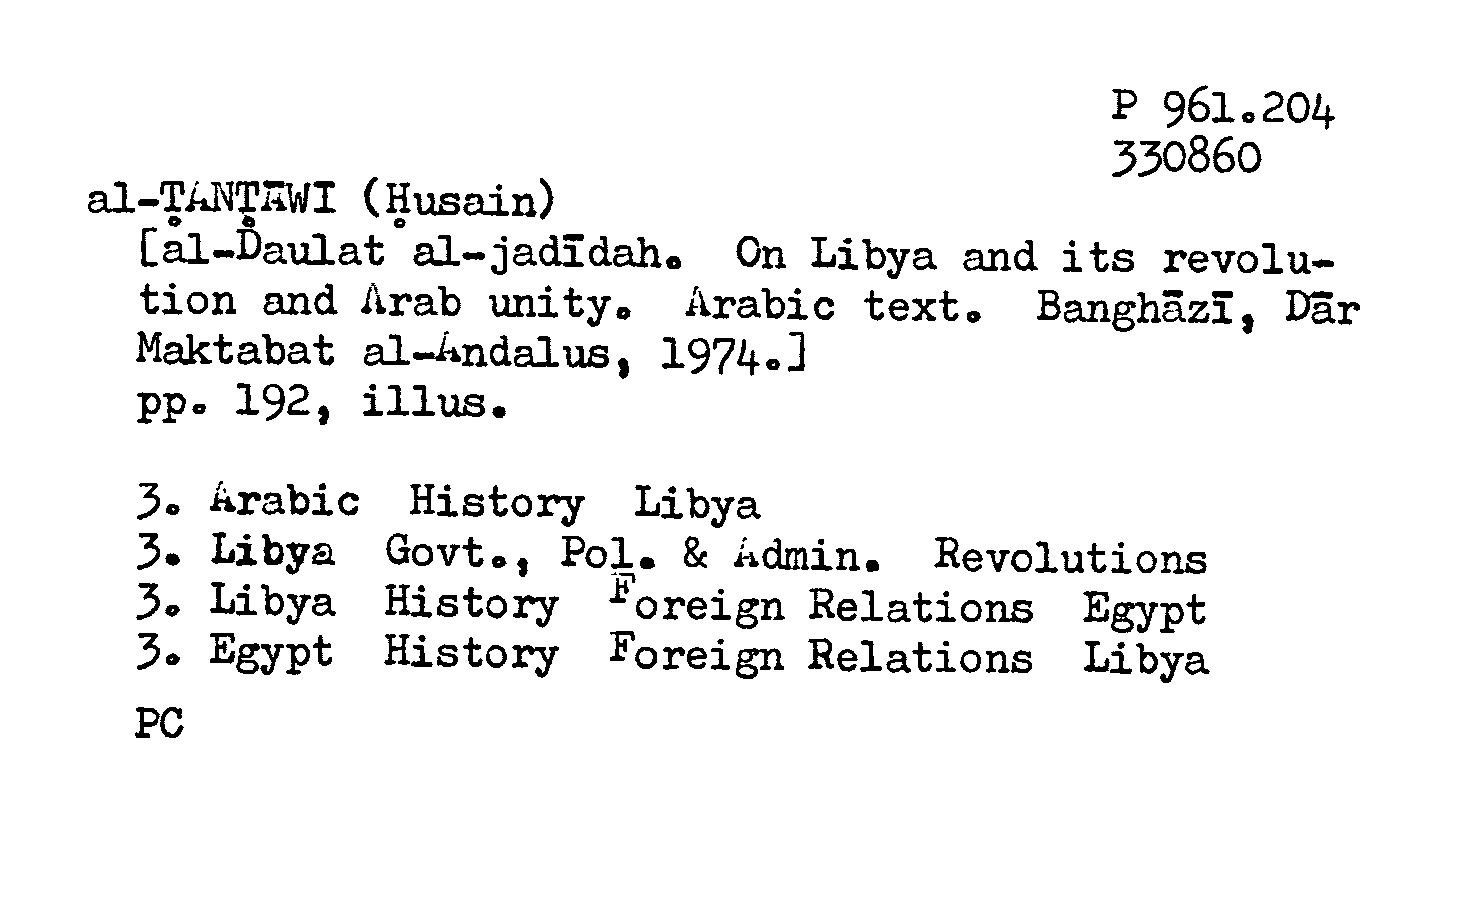 P 961.204
330860
al-ṬANṬĀWI (Ḥusain)
[al-Daulat al-jadīdah. On Libya and its revolu-
tion and Arab unity. Arabic text. Banghāzī, Dār
Maktabat al-Andalus, 1974.]
pp. 192, illus.
3. Arabic History Libya
3. Libya Govt., Pol. & Admin. Revolutions
3. Libya History Foreign Relations Egypt
3. Egypt History Foreign Relations Libya
PC